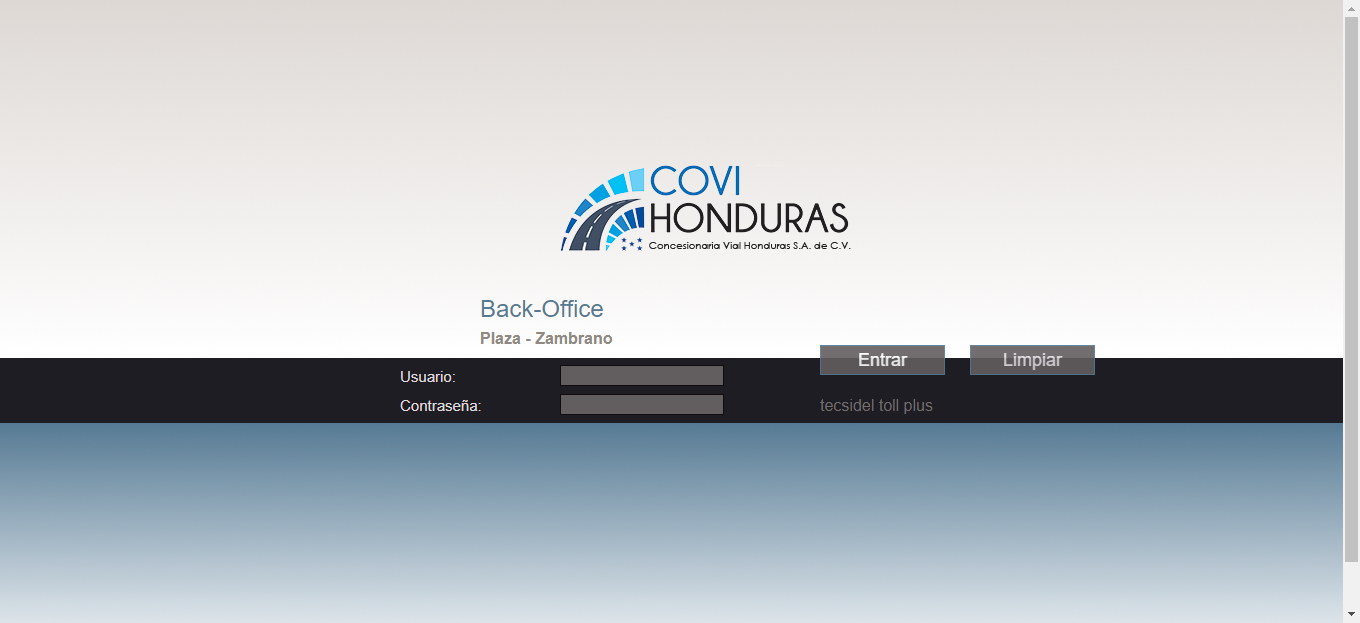 COVI
HONDURAS
Concesionaria Vial Honduras S.A. de C.V.
Back-Office
Plaza - Zambrano
Usuario:
Entrar
Limpiar
Contraseña:
tecsidel toll plus